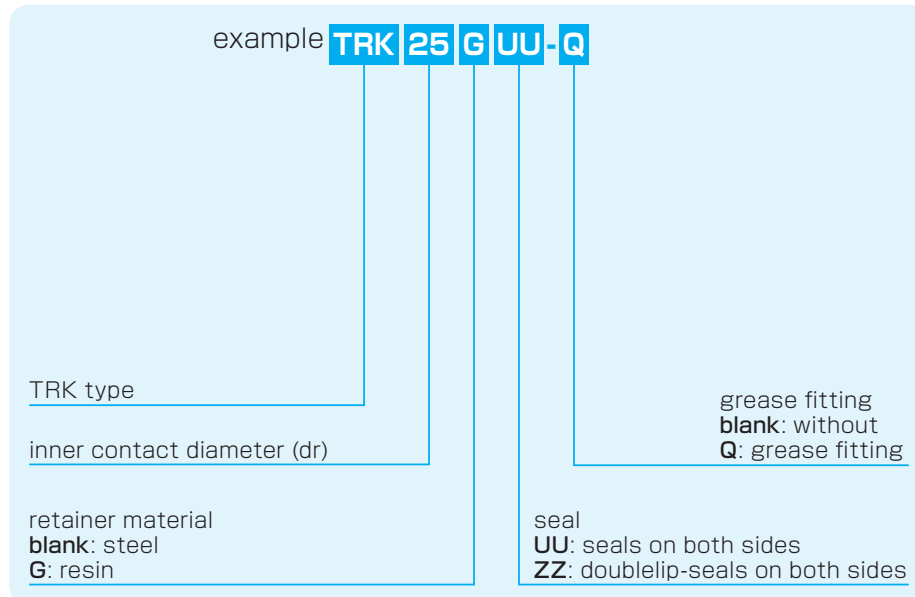 example TRK 25 G UU - Q
TRK type
inner contact diameter (dr)
retainer material
blank: steel
G: resin
grease fitting
blank: without
Q: grease fitting
seal
UU: seals on both sides
ZZ: doublelip-seals on both sides